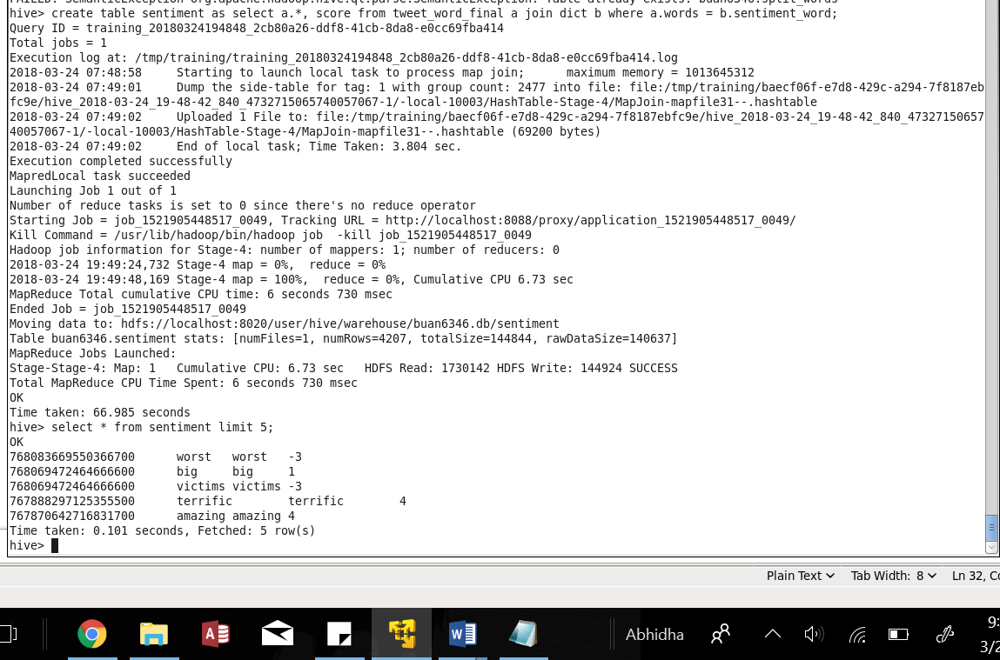 FAILED: SemanticException org.apache.hadoop.hive.ql.parse.SemanticException: Table already exists: buan6346.split_words
hive> create table sentiment as select a.*, score from tweet_word_final a join dict b where a.words = b.sentiment_word;
Query ID = training_20180324194848_2cb80a26-ddf8-41cb-8da8-e0cc69fba414
Total jobs = 1
Execution log at: /tmp/training/training_20180324194848_2cb80a26-ddf8-41cb-8da8-e0cc69fba414.log
2018-03-24 07:48:58     Starting to launch local task to process map join;      maximum memory = 1013645312
2018-03-24 07:49:01     Dump the side-table for tag: 1 with group count: 2477 into file: file:/tmp/training/baecf06f-e7d8-429c-a294-7f8187eb
fc9e/hive_2018-03-24_19-48-42_840_4732715065740057067-1/-local-10003/HashTable-Stage-4/MapJoin-mapfile31--.hashtable
2018-03-24 07:49:02     Uploaded 1 File to: file:/tmp/training/baecf06f-e7d8-429c-a294-7f8187ebfc9e/hive_2018-03-24_19-48-42_840_47327150657
40057067-1/-local-10003/HashTable-Stage-4/MapJoin-mapfile31--.hashtable (69200 bytes)
2018-03-24 07:49:02     End of local task; Time Taken: 3.804 sec.
Execution completed successfully
MapredLocal task succeeded
Launching Job 1 out of 1
Number of reduce tasks is set to 0 since there's no reduce operator
Starting Job = job_1521905448517_0049, Tracking URL = http://localhost:8088/proxy/application_1521905448517_0049/
Kill Command = /usr/lib/hadoop/bin/hadoop job  -kill job_1521905448517_0049
Hadoop job information for Stage-4: number of mappers: 1; number of reducers: 0
2018-03-24 19:49:24,732 Stage-4 map = 0%,  reduce = 0%
2018-03-24 19:49:48,169 Stage-4 map = 100%,  reduce = 0%, Cumulative CPU 6.73 sec
MapReduce Total cumulative CPU time: 6 seconds 730 msec
Ended Job = job_1521905448517_0049
Moving data to: hdfs://localhost:8020/user/hive/warehouse/buan6346.db/sentiment
Table buan6346.sentiment stats: [numFiles=1, numRows=4207, totalSize=144844, rawDataSize=140637]
MapReduce Jobs Launched:
Stage-Stage-4: Map: 1   Cumulative CPU: 6.73 sec   HDFS Read: 1730142 HDFS Write: 144924 SUCCESS
Total MapReduce CPU Time Spent: 6 seconds 730 msec
OK
Time taken: 66.985 seconds
hive> select * from sentiment limit 5;
OK
768083669550366700      worst   worst   -3
768069472464666600      big     big     1
768069472464666600      victims victims -3
767888297125355500      terrific        terrific        4
767870642716831700      amazing amazing 4
Time taken: 0.101 seconds, Fetched: 5 row(s)
hive>
Plain Text Tab Width: 8 Ln 32, Co
Abhidha
9:
3/2